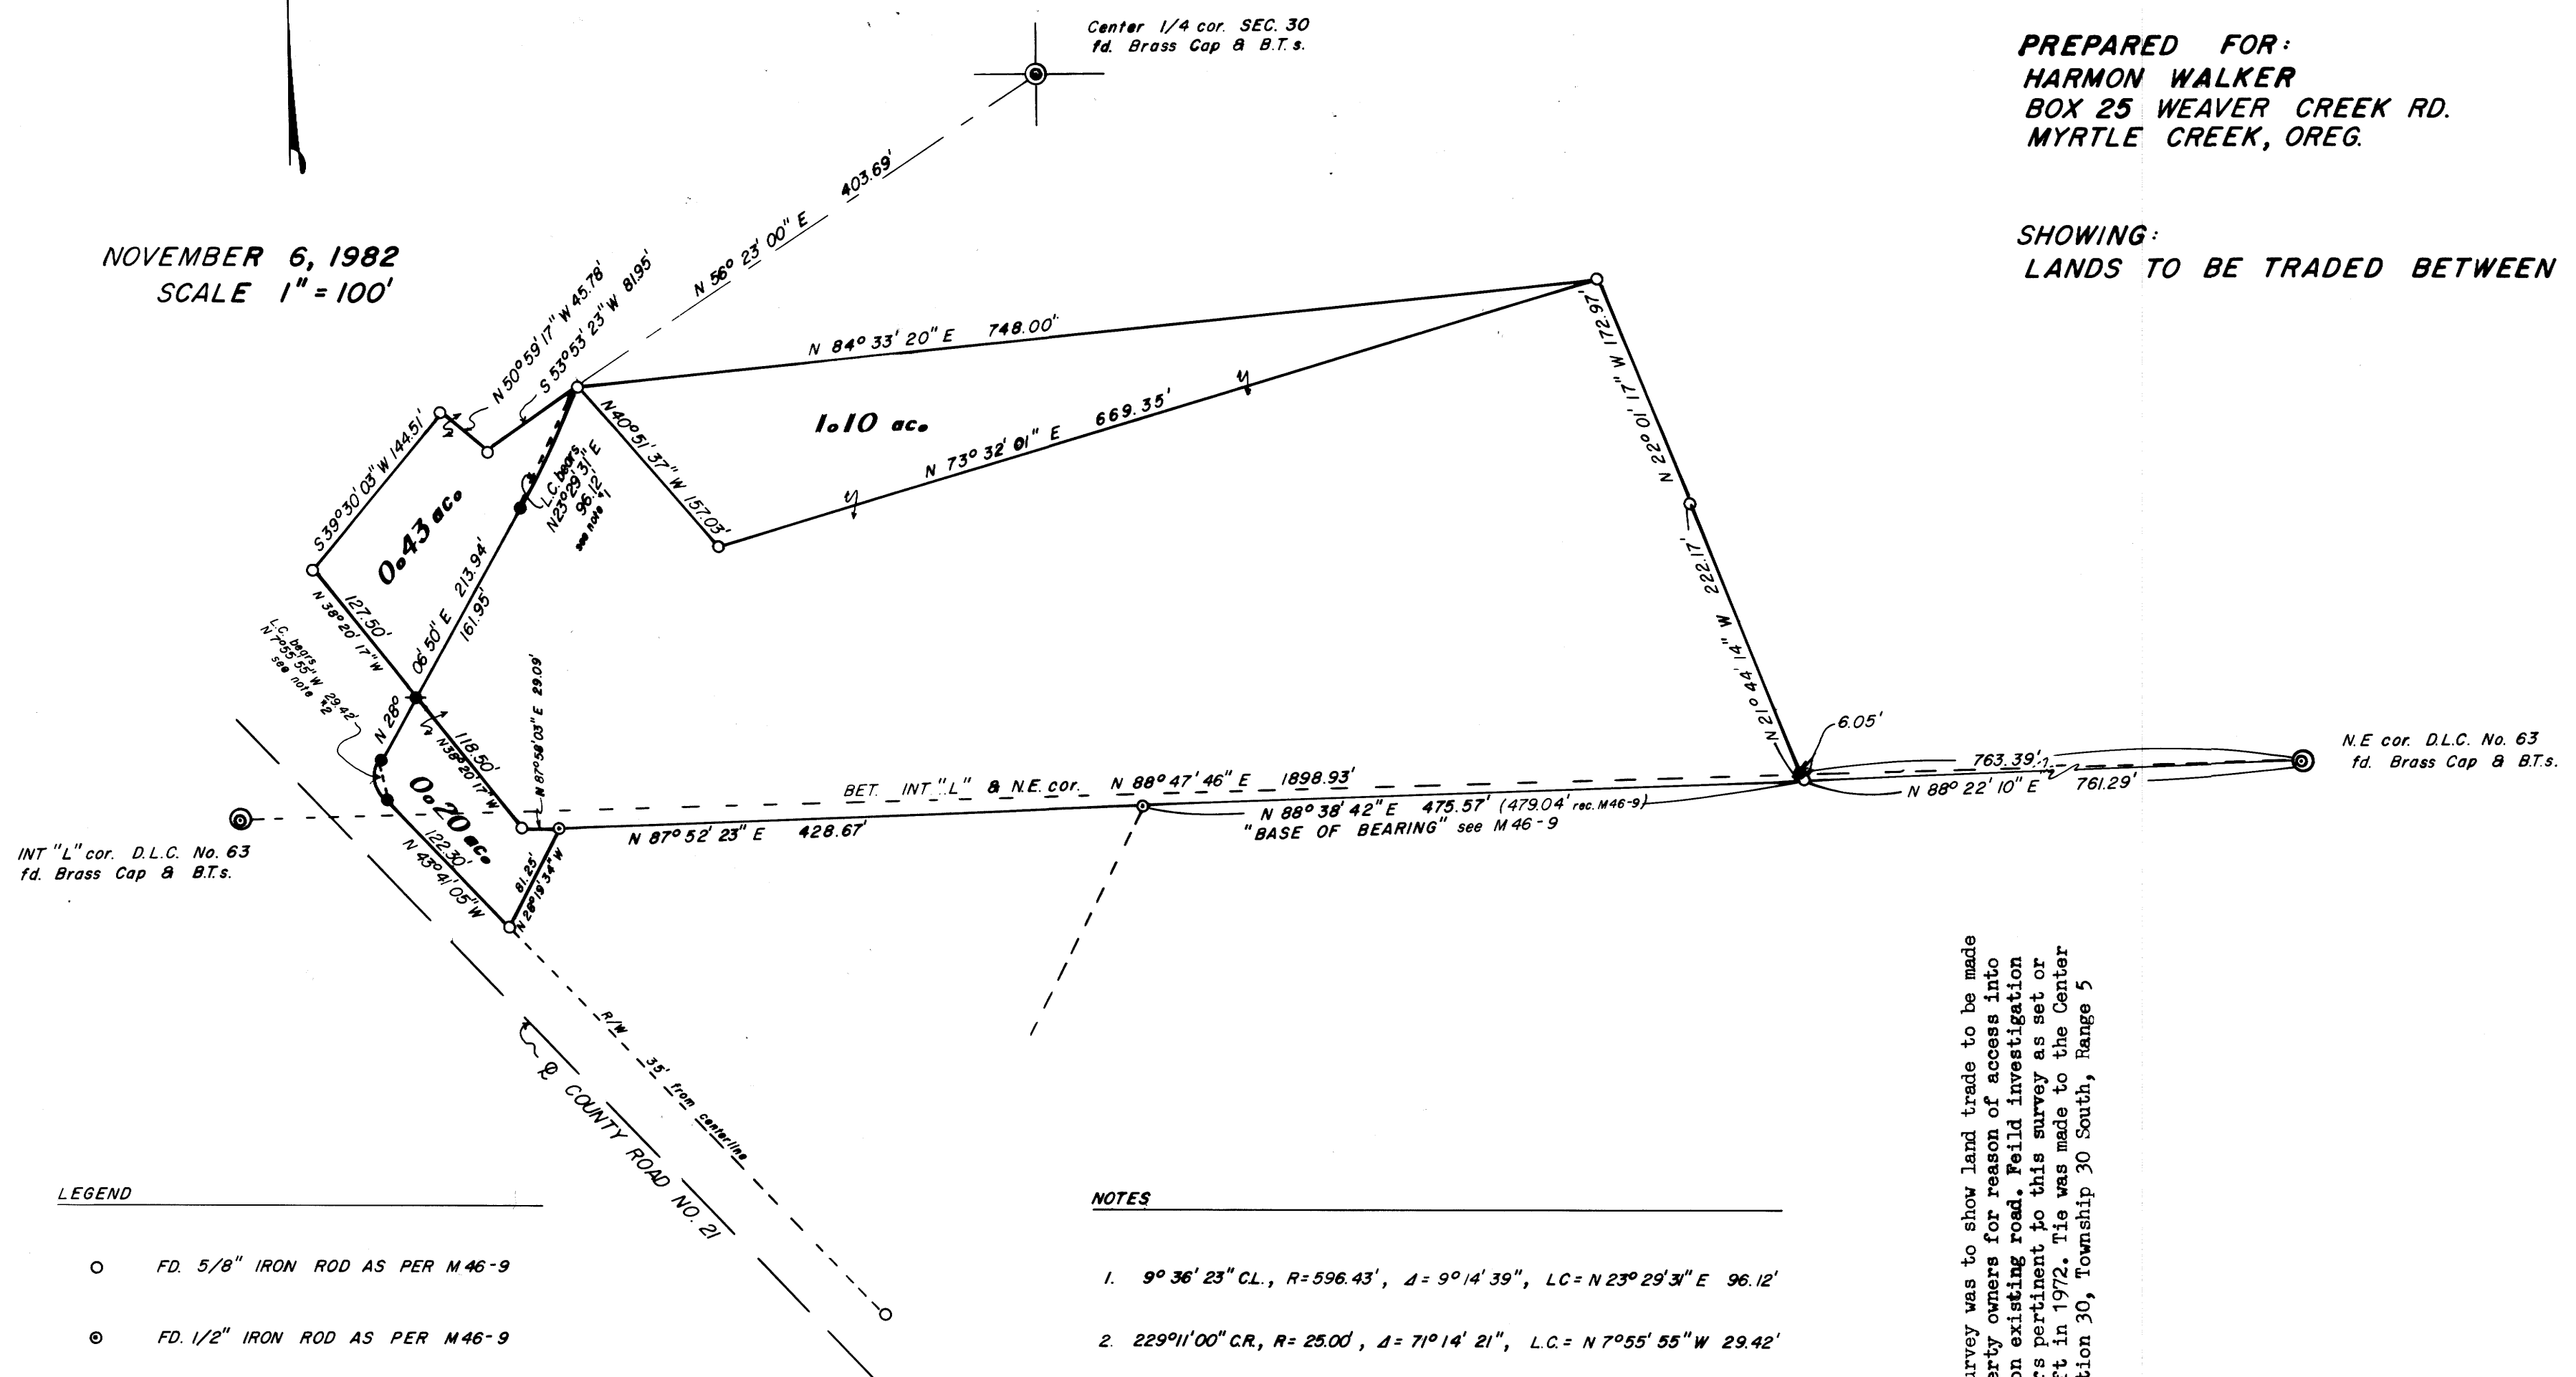 Center 1/4 cor. SEC. 30
fd. Brass Cap & B.T.s.
PREPARED FOR:
HARMON WALKER
BOX 25 WEAVER CREEK RD.
MYRTLE CREEK, OREG.
SHOWING:
LANDS TO BE TRADED BETWEEN
NOVEMBER 6, 1982
SCALE 1" = 100'
N 56° 23' 00" E 403.69'
N 50° 59' 17" W 45.78'
S 53° 53' 23" W 81.95'
N 84° 33' 20" E 748.00'
1.10 ac.
N 73° 32' 01" E 669.35'
N 40° 51' 37" W 157.03'
N 22° 01' 17" W 172.97'
N 21° 44' 14" W 222.17'
S 39° 30' 03" W 144.51'
0.43 ac.
L.C. bears
N 23° 29' 31" E
96.12'
see note #1
N 28° 06' 50" E 213.94'
161.95'
127.50'
N 38° 20' 17" W
L.C. bears
N 7° 55' 55" W 29.42'
see note #2
118.50'
N 38° 20' 17" W
N 87° 58' 03" E 29.09'
0.20 ac.
122.30'
N 43° 41' 05" W
81.25'
N 28° 19' 34" W
BET. INT "L" & N.E. cor. N 88° 47' 46" E 1898.93'
N 87° 52' 23" E 428.67'
N 88° 38' 42" E 475.57' (479.04' rec. M46-9)
"BASE OF BEARING" see M46-9
6.05'
763.39'
N 88° 22' 10" E 761.29'
N.E cor. D.L.C. No. 63
fd. Brass Cap & B.T.s.
INT "L" cor. D.L.C. No. 63
fd. Brass Cap & B.T.s.
R/W 35' from centerline
℄ COUNTY ROAD NO. 21
LEGEND
FD. 5/8" IRON ROD AS PER M46-9
FD. 1/2" IRON ROD AS PER M46-9
NOTES
1. 9° 36' 23" C.L., R=596.43', Δ = 9° 14' 39", LC = N 23° 29' 31" E 96.12'
2. 229° 11' 00" C.R., R= 25.00', Δ = 71° 14' 21", L.C. = N 7° 55' 55" W 29.42'
urvey was to show land trade to be made
erty owners for reason of access into
on existing road. Feild investigation
rs pertinent to this survey as set or
ft in 1972. Tie was made to the Center
tion 30, Township 30 South, Range 5